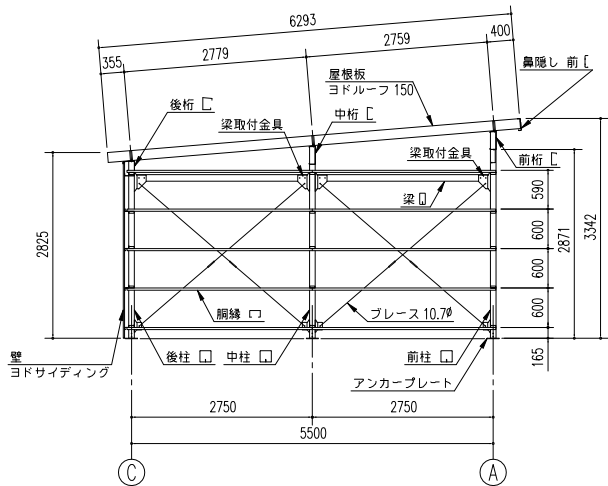 6293
355
2779
2759
400
屋根板
ヨドルーフ 150
鼻隠し 前
後桁
中桁
梁取付金具
梁取付金具
前桁
梁
590
600
600
600
165
2825
2871
3342
胴縁
ブレース 10.7φ
壁
ヨドサイディング
後柱
中柱
前柱
アンカープレート
2750
2750
5500
C
A